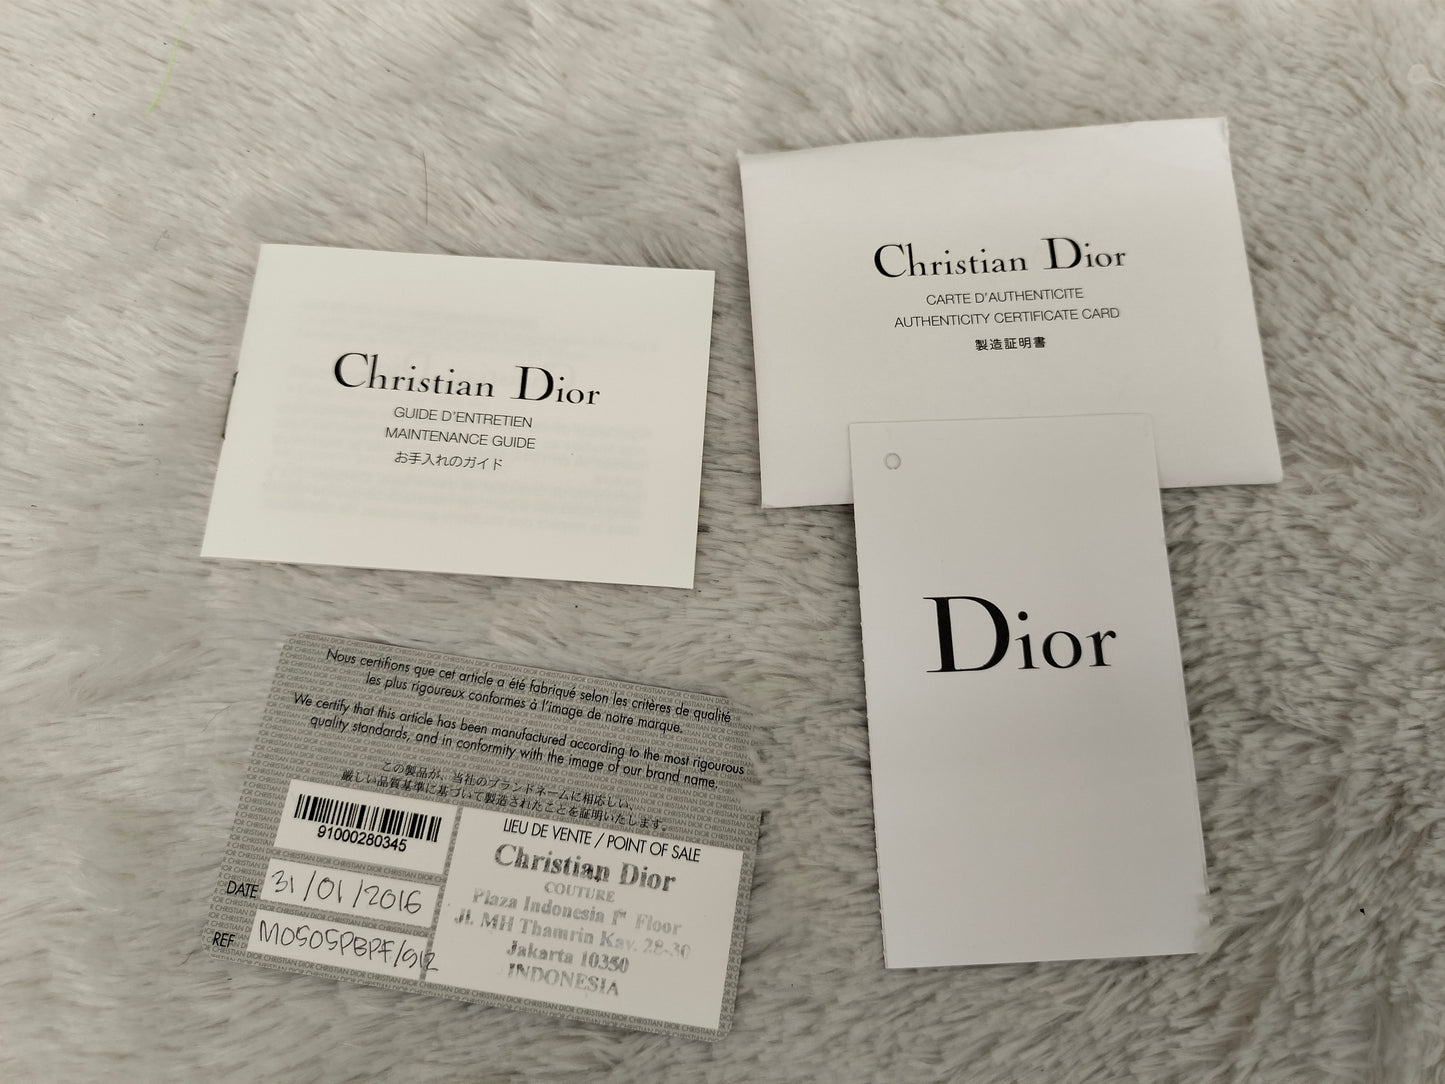 Christian Dior
GUIDE D'ENTRETIEN
MAINTENANCE GUIDE
お手入れのガイド
Christian Dior
CARTE D'AUTHENTICITE
AUTHENTICITY CERTIFICATE CARD
製造証明書
Dior
Nous certifions que cet article a été fabriqué selon les critères de qualité
les plus rigoureux conformes à l'image de notre marque.
We certify that this article has been manufactured according to the most rigourous
quality standards, and in conformity with the image of our brand name.
この製品が、当社のブランドネームに相応しい、
厳しい品質基準に基づいて製造されたことを証明いたします。
91000280345
DATE 31/01/2016
REF M0505PBPF/912
LIEU DE VENTE / POINT OF SALE
Christian Dior
COUTURE
Plaza Indonesia 1st Floor
Jl. MH Thamrin Kav. 28-30
Jakarta 10350
INDONESIA